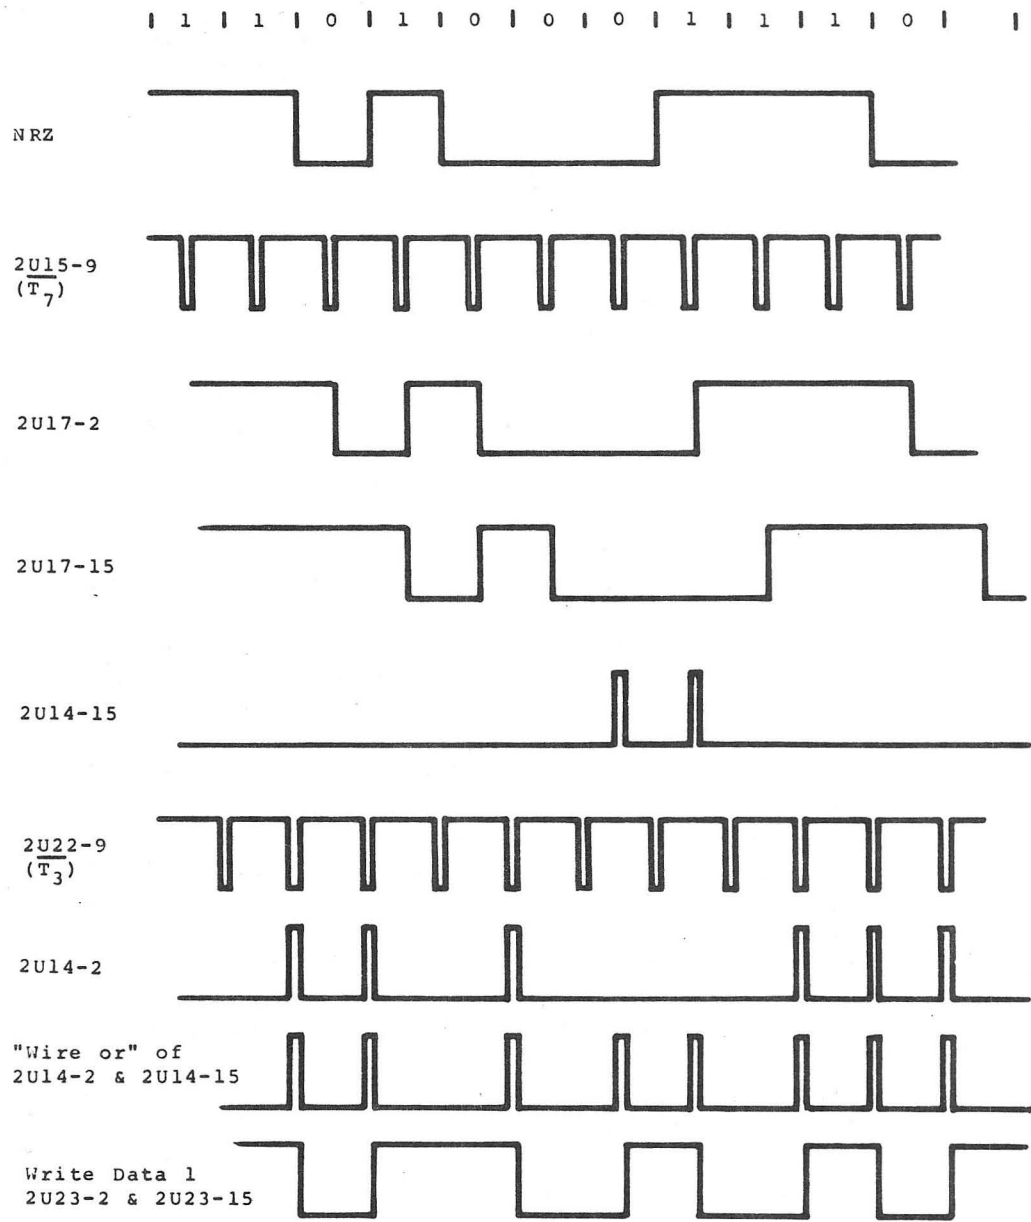 | 1 | 1 | 0 | 1 | 0 | 0 | 0 | 1 | 1 | 1 | 0 | |
NRZ
2U15-9
(T̅7)
2U17-2
2U17-15
2U14-15
2U22-9
(T̅3)
2U14-2
"Wire or" of
2U14-2 & 2U14-15
Write Data 1
2U23-2 & 2U23-15